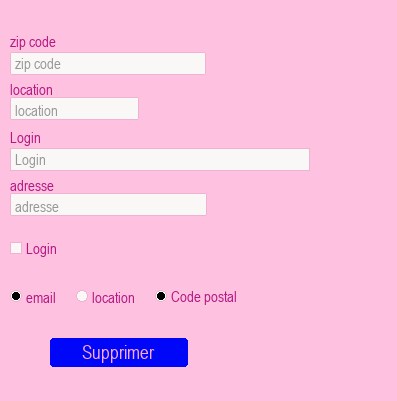 zip code
zip code
location
location
Login
Login
adresse
adresse
Login
email location Code postal
Supprimer